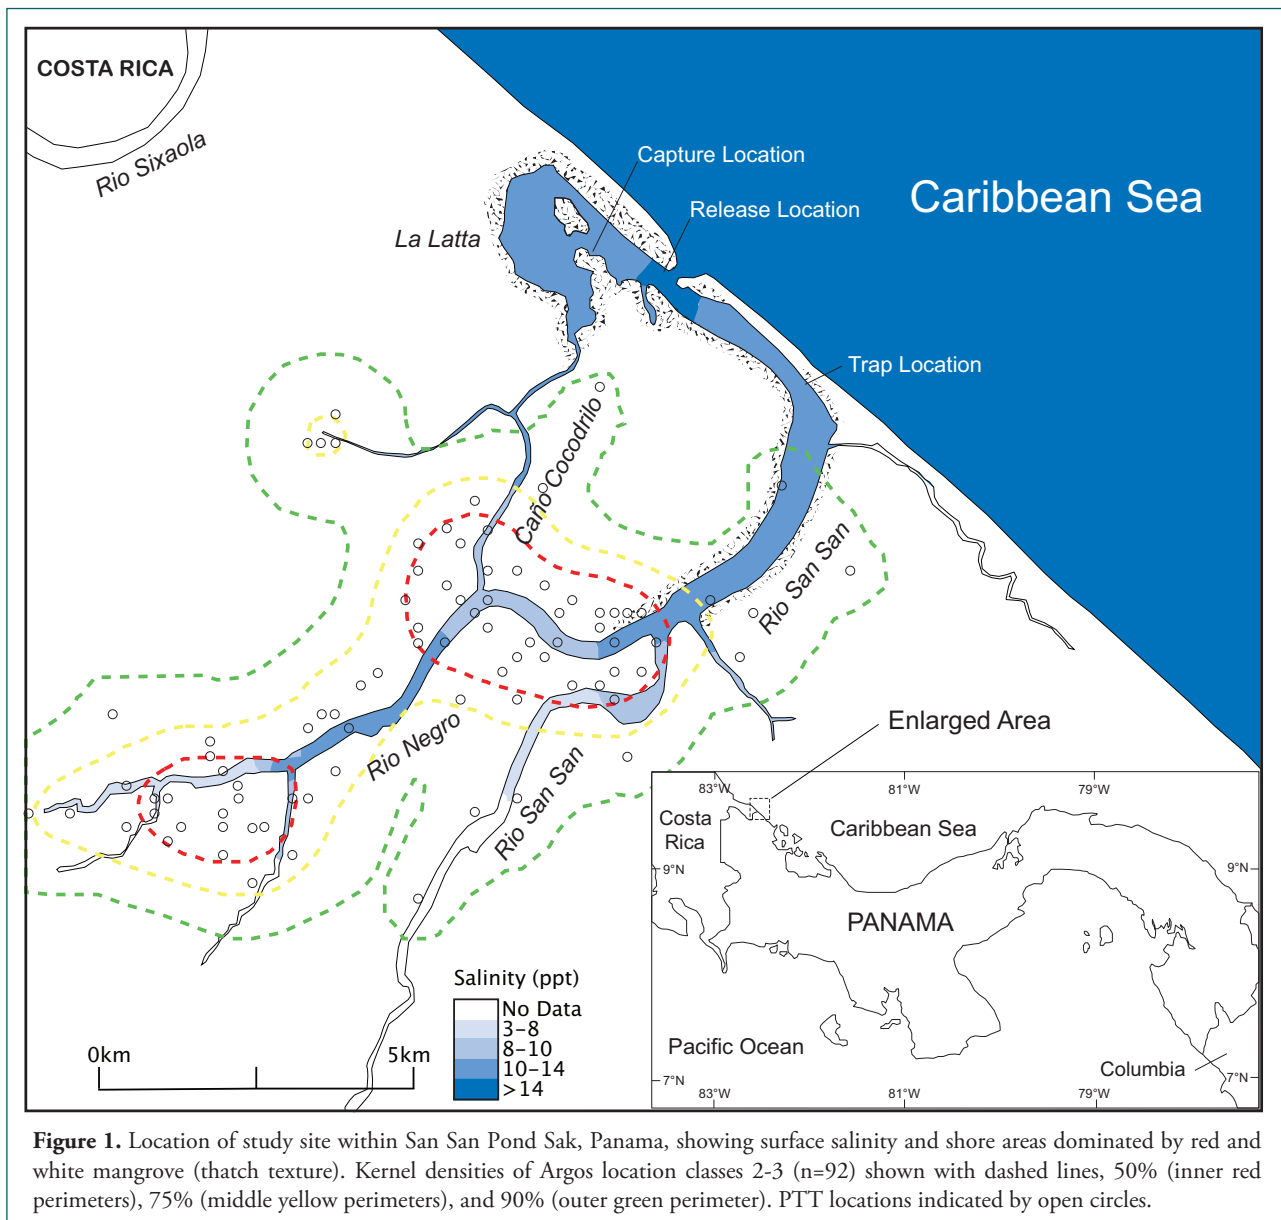 COSTA RICA
Rio Sixaola
Capture Location
Release Location
Caribbean Sea
La Latta
Trap Location
Caño Cocodrilo
Rio San San
Rio Negro
Rio San San
Enlarged Area
83°W
81°W
79°W
Costa
Rica
Caribbean Sea
9°N
9°N
PANAMA
Pacific Ocean
Columbia
7°N
7°N
83°W
81°W
79°W
Salinity (ppt)
No Data
3-8
8-10
10-14
>14
0km
5km
Figure 1. Location of study site within San San Pond Sak, Panama, showing surface salinity and shore areas dominated by red and
white mangrove (thatch texture). Kernel densities of Argos location classes 2-3 (n=92) shown with dashed lines, 50% (inner red
perimeters), 75% (middle yellow perimeters), and 90% (outer green perimeter). PTT locations indicated by open circles.